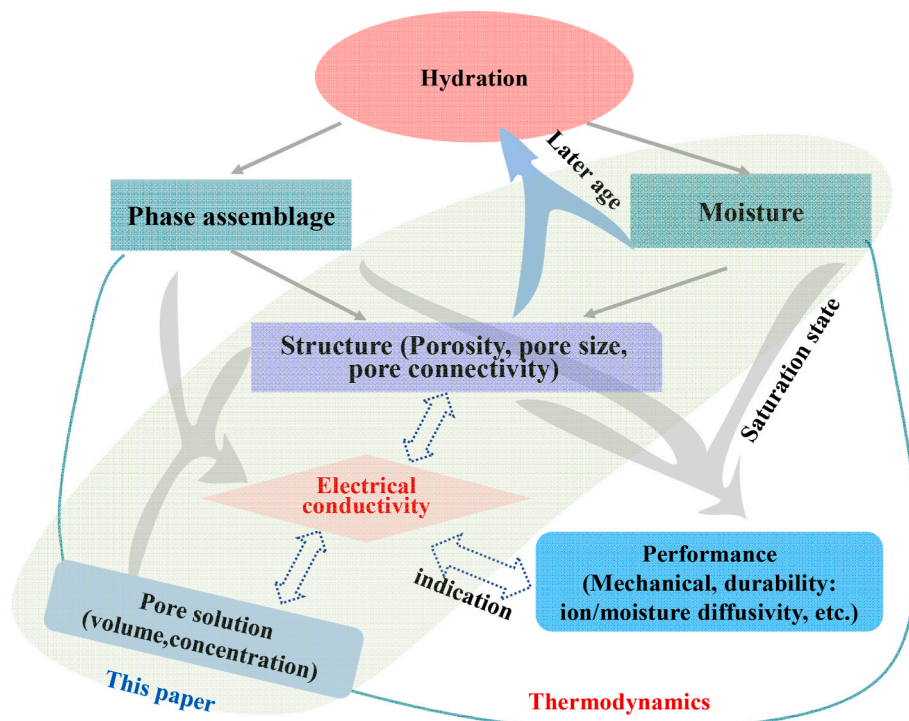 Hydration
Later age
Phase assemblage
Moisture
Structure (Porosity, pore size,
pore connectivity)
Saturation state
Electrical
conductivity
Performance
(Mechanical, durability:
ion/moisture diffusivity, etc.)
indication
Pore solution
(volume,concentration)
This paper
Thermodynamics